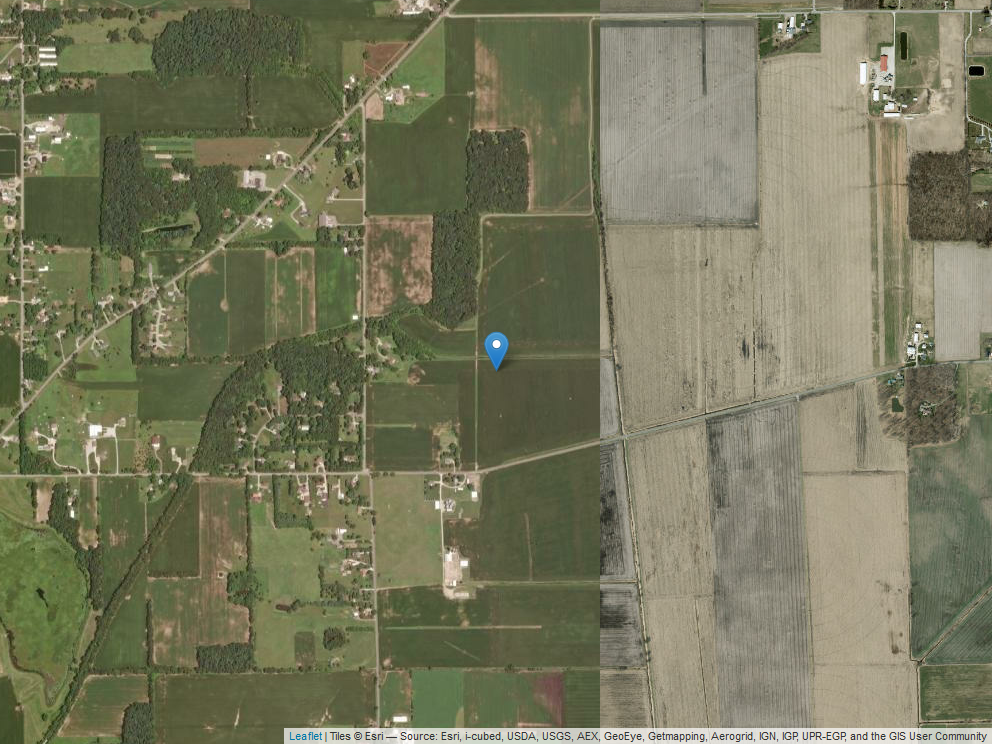 Leaflet | Tiles © Esri — Source: Esri, i-cubed, USDA, USGS, AEX, GeoEye, Getmapping, Aerogrid, IGN, IGP, UPR-EGP, and the GIS User Community